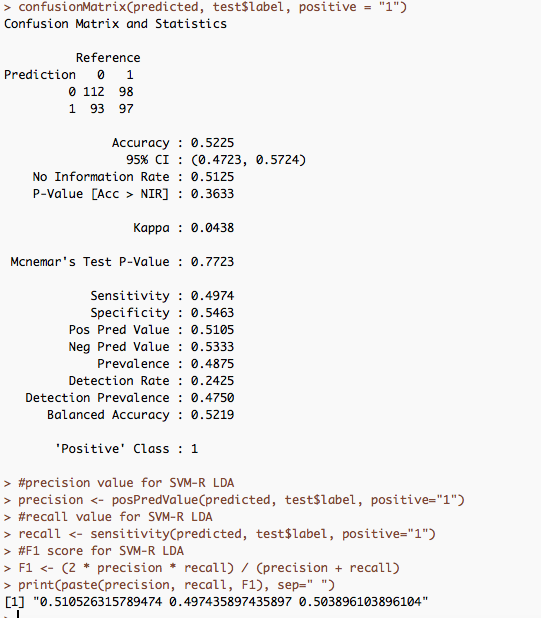 > confusionMatrix(predicted, test$label, positive = "1")
Confusion Matrix and Statistics
Reference
Prediction 0 1
0 112 98
1 93 97
Accuracy : 0.5225
95% CI : (0.4723, 0.5724)
No Information Rate : 0.5125
P-Value [Acc > NIR] : 0.3633
Kappa : 0.0438
Mcnemar's Test P-Value : 0.7723
Sensitivity : 0.4974
Specificity : 0.5463
Pos Pred Value : 0.5105
Neg Pred Value : 0.5333
Prevalence : 0.4875
Detection Rate : 0.2425
Detection Prevalence : 0.4750
Balanced Accuracy : 0.5219
'Positive' Class : 1
> #precision value for SVM-R LDA
> precision <- posPredValue(predicted, test$label, positive="1")
> #recall value for SVM-R LDA
> recall <- sensitivity(predicted, test$label, positive="1")
> #F1 score for SVM-R LDA
> F1 <- (2 * precision * recall) / (precision + recall)
> print(paste(precision, recall, F1), sep=" ")
[1] "0.510526315789474 0.497435897435897 0.503896103896104"
>